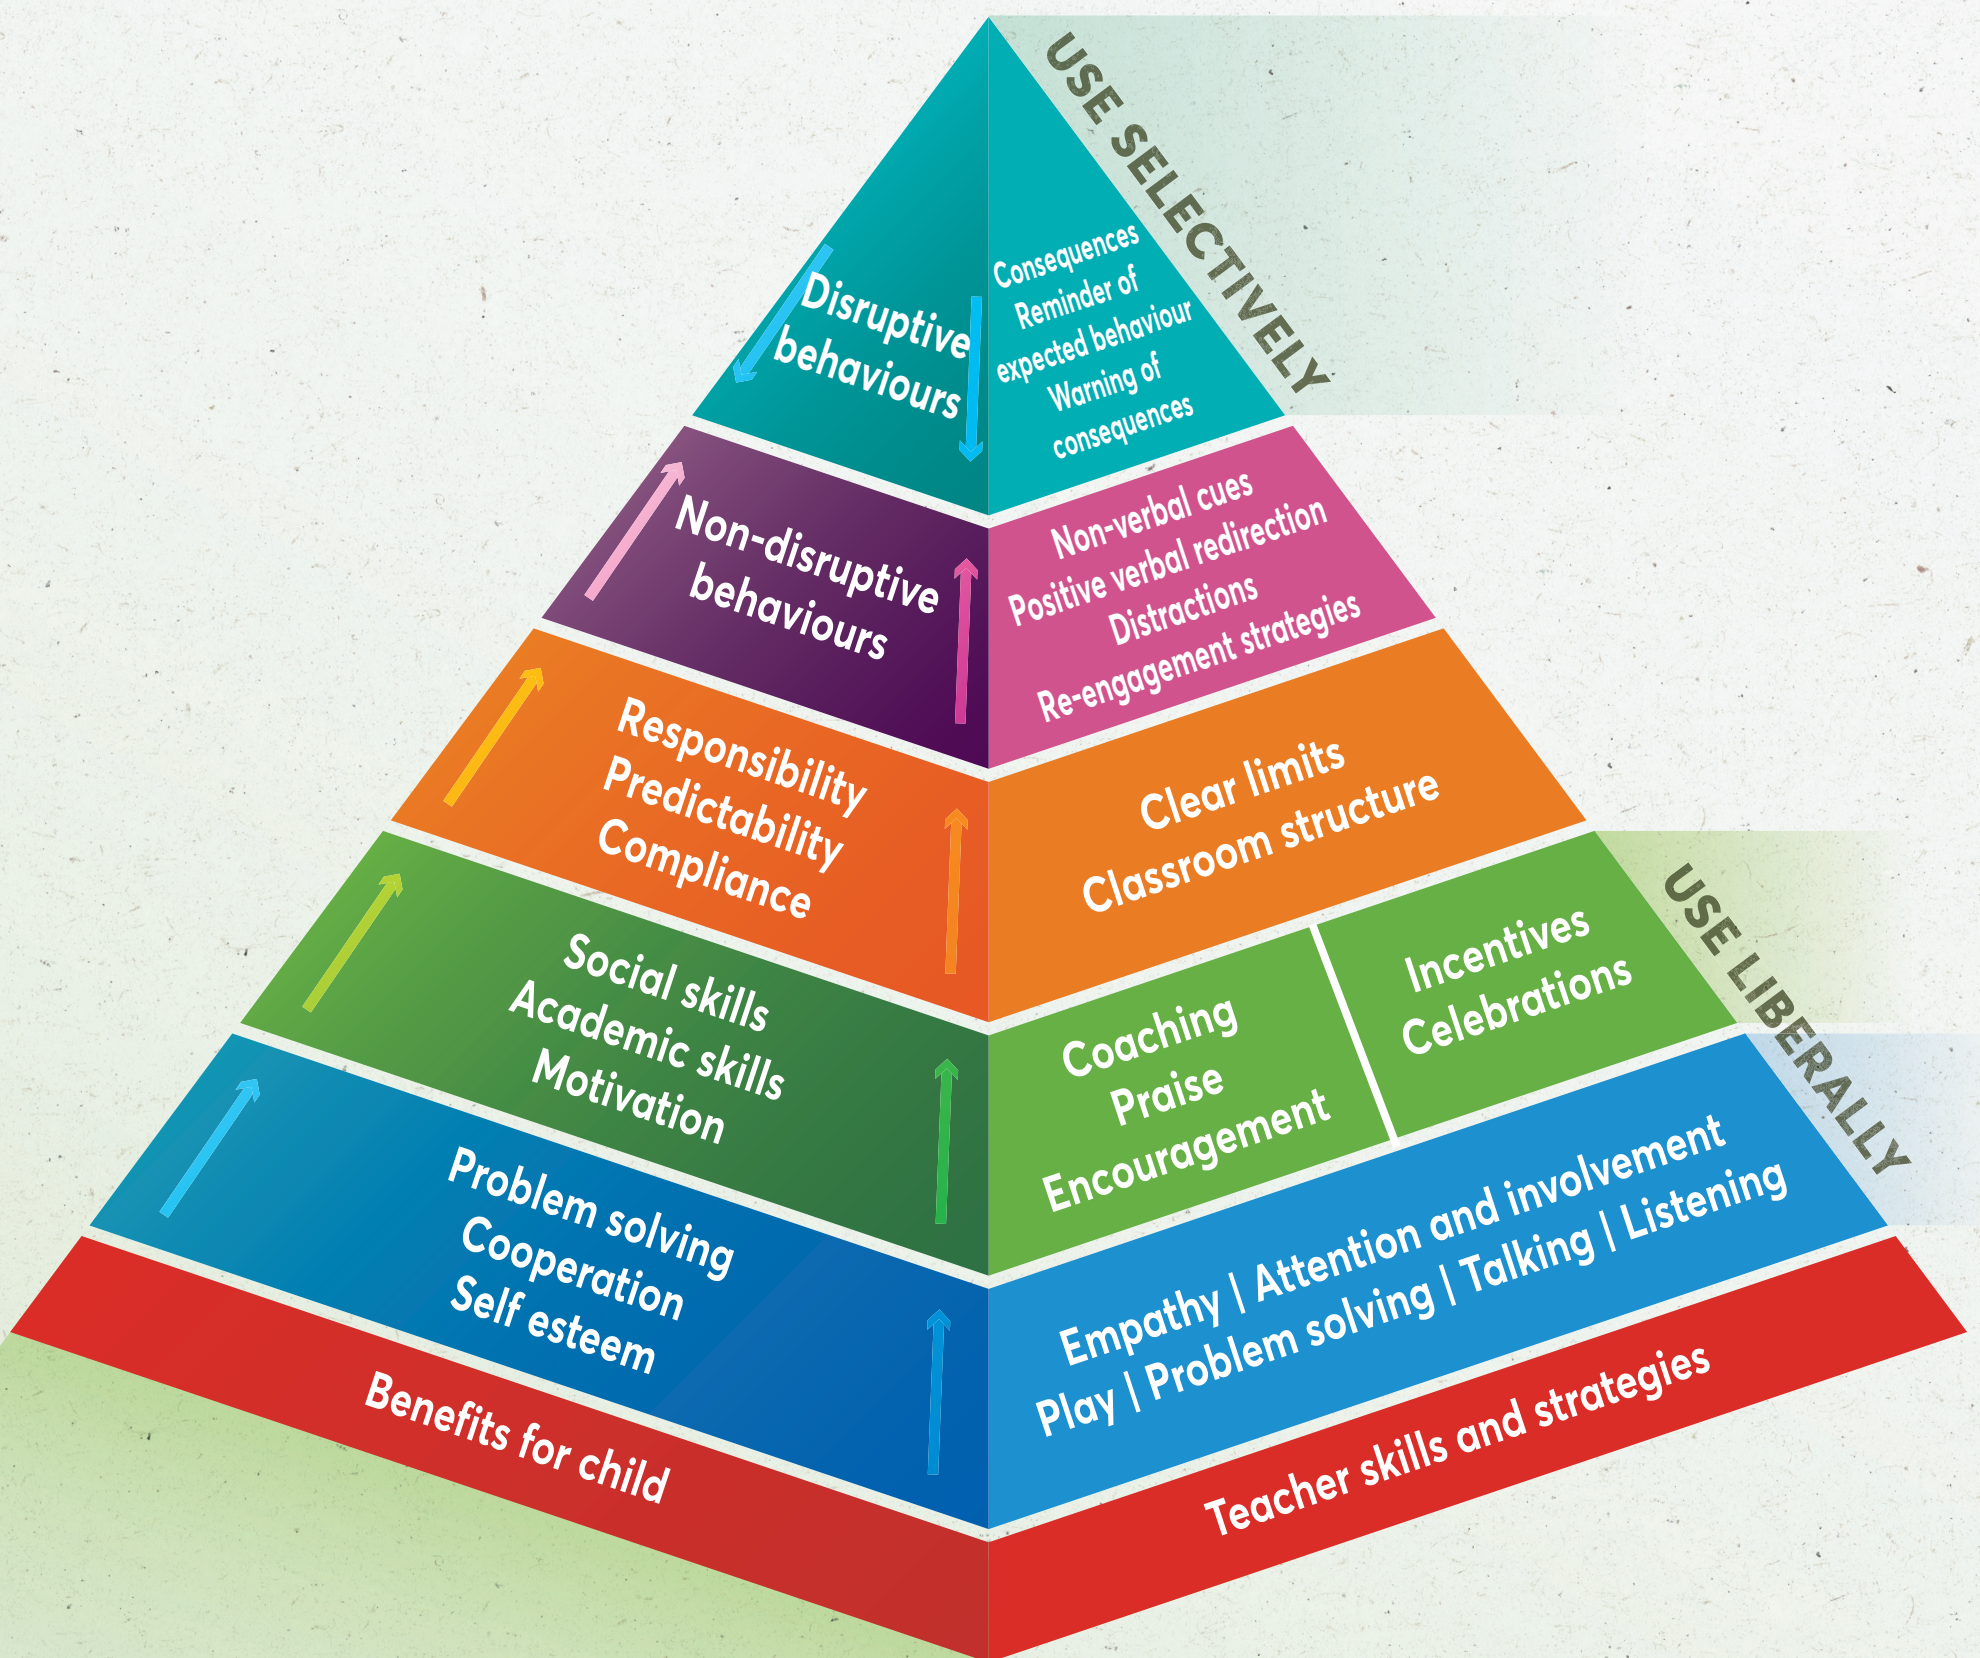 USE SELECTIVELY
Disruptive
behaviours
Consequences
Reminder of
expected behaviour
Warning of
consequences
Non-disruptive
behaviours
Non-verbal cues
Positive verbal redirection
Distractions
Re-engagement strategies
Responsibility
Predictability
Compliance
Clear limits
Classroom structure
USE LIBERALLY
Social skills
Academic skills
Motivation
Coaching
Praise
Encouragement
Incentives
Celebrations
Problem solving
Cooperation
Self esteem
Empathy | Attention and involvement
Play | Problem solving | Talking | Listening
Benefits for child
Teacher skills and strategies